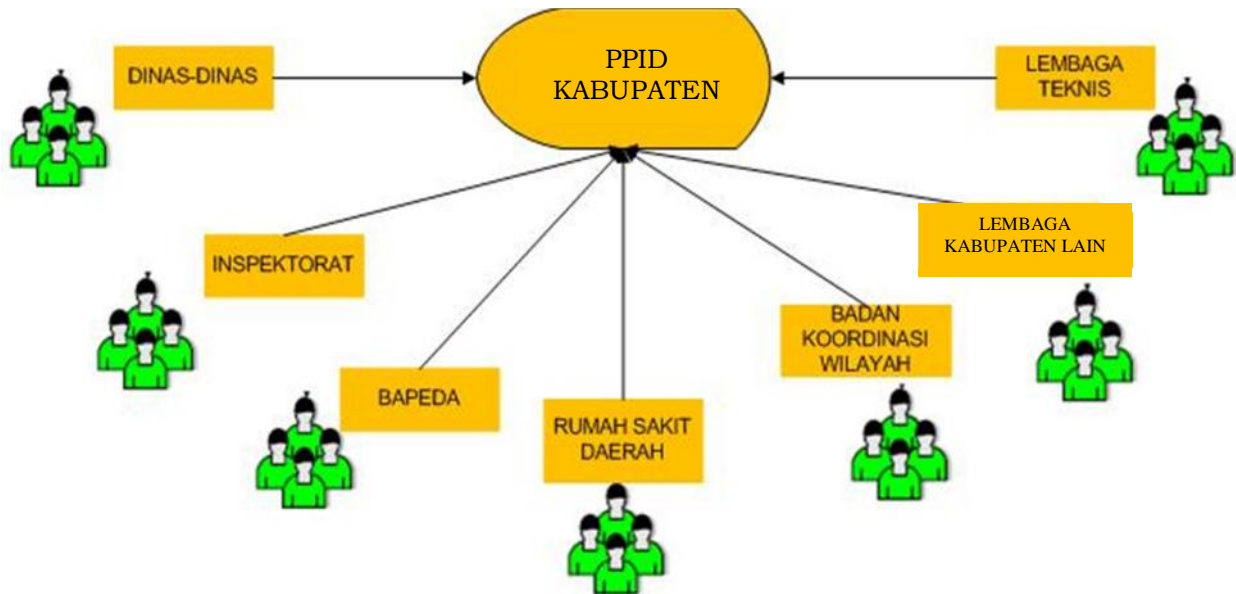 PPID
KABUPATEN
DINAS-DINAS
LEMBAGA
TEKNIS
INSPEKTORAT
LEMBAGA
KABUPATEN LAIN
BAPEDA
BADAN
KOORDINASI
WILAYAH
RUMAH SAKIT
DAERAH